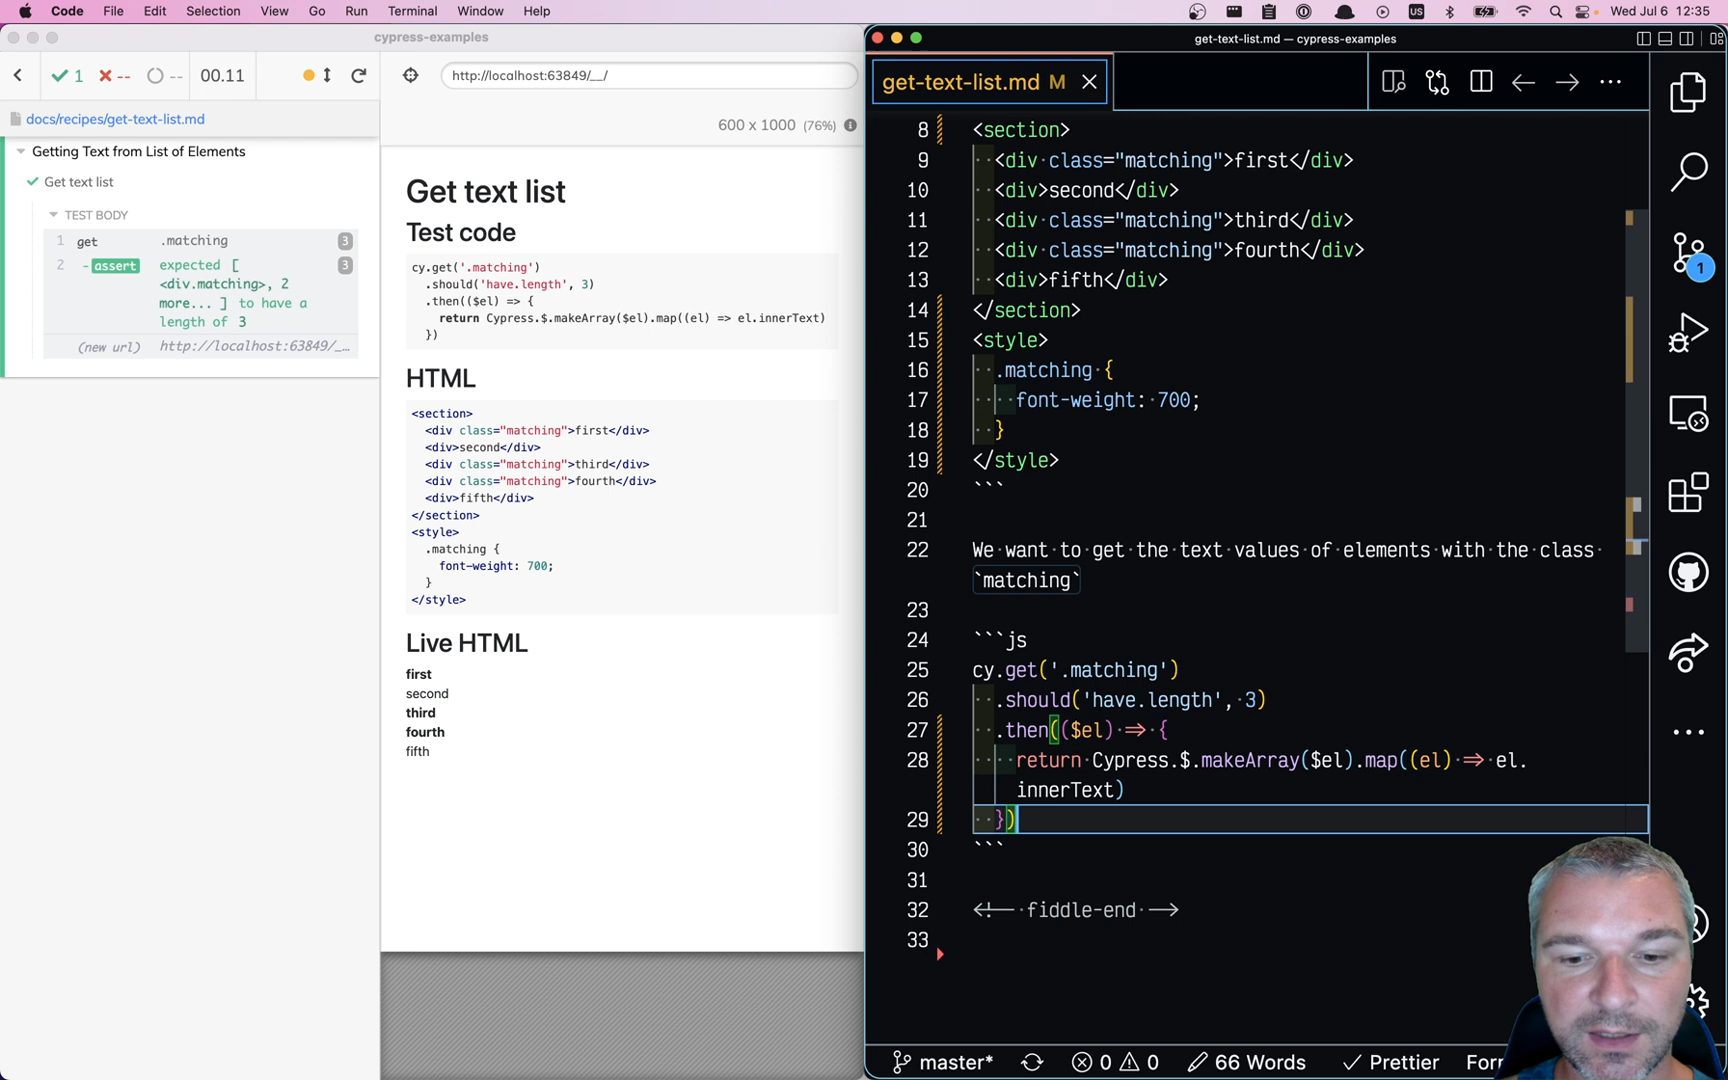 Code File Edit Selection View Go Run Terminal Window Help
US Wed Jul 6 12:35
cypress-examples
1 -- -- 00.11
http://localhost:63849/__/
docs/recipes/get-text-list.md
600 x 1000 (76%)
Getting Text from List of Elements
Get text list
TEST BODY
1 get .matching 3
2 -assert expected [ 3
<div.matching>, 2
more... ] to have a
length of 3
(new url) http://localhost:63849/_…
Get text list
Test code
cy.get('.matching')
.should('have.length', 3)
.then(($el) => {
return Cypress.$.makeArray($el).map((el) => el.innerText)
})
HTML
<section>
<div class="matching">first</div>
<div>second</div>
<div class="matching">third</div>
<div class="matching">fourth</div>
<div>fifth</div>
</section>
<style>
.matching {
font-weight: 700;
}
</style>
Live HTML
first
second
third
fourth
fifth
get-text-list.md — cypress-examples
get-text-list.md M
8 <section>
9 <div class="matching">first</div>
10 <div>second</div>
11 <div class="matching">third</div>
12 <div class="matching">fourth</div>
13 <div>fifth</div>
14 </section>
15 <style>
16 .matching {
17 font-weight: 700;
18 }
19 </style>
20 ```
21
22 We want to get the text values of elements with the class
`matching`
23
24 ```js
25 cy.get('.matching')
26 .should('have.length', 3)
27 .then(($el) => {
28 return Cypress.$.makeArray($el).map((el) => el.
innerText)
29 })
30 ```
31
32 <!-- fiddle-end -->
33
1
master* 0 0 66 Words Prettier